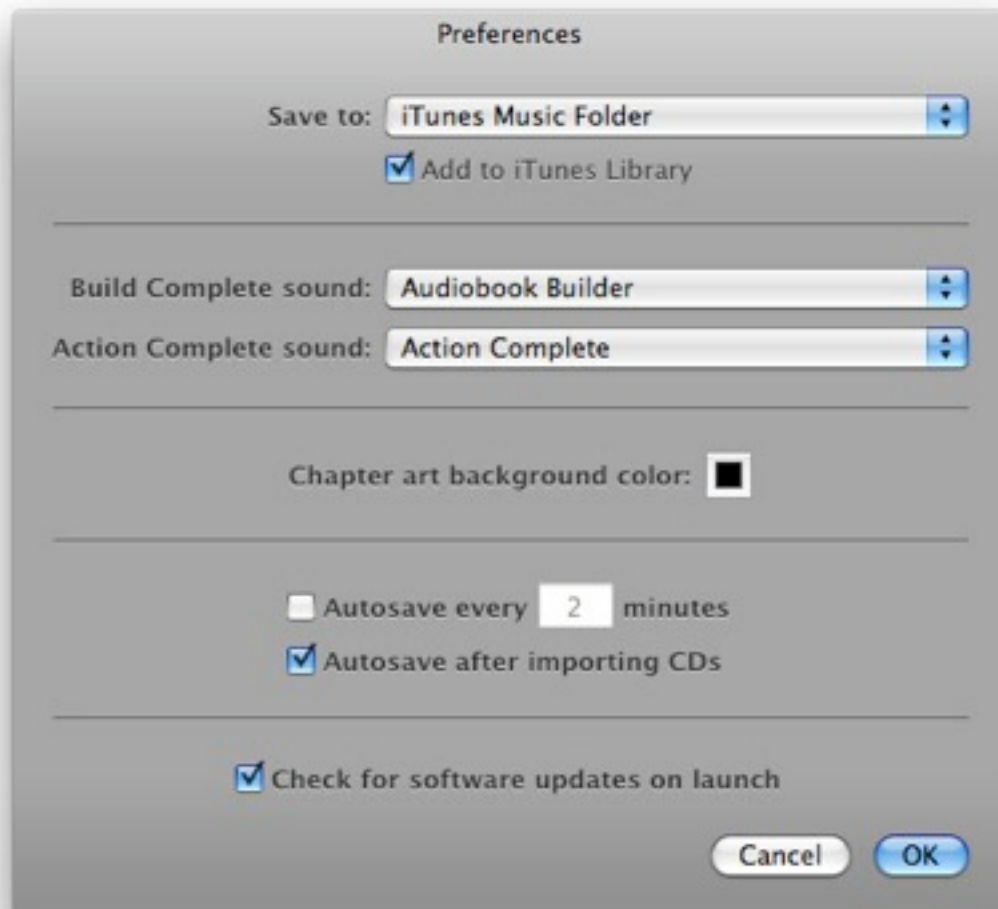 Preferences
Save to: iTunes Music Folder
Add to iTunes Library
Build Complete sound: Audiobook Builder
Action Complete sound: Action Complete
Chapter art background color:
Autosave every 2 minutes
Autosave after importing CDs
Check for software updates on launch
Cancel OK